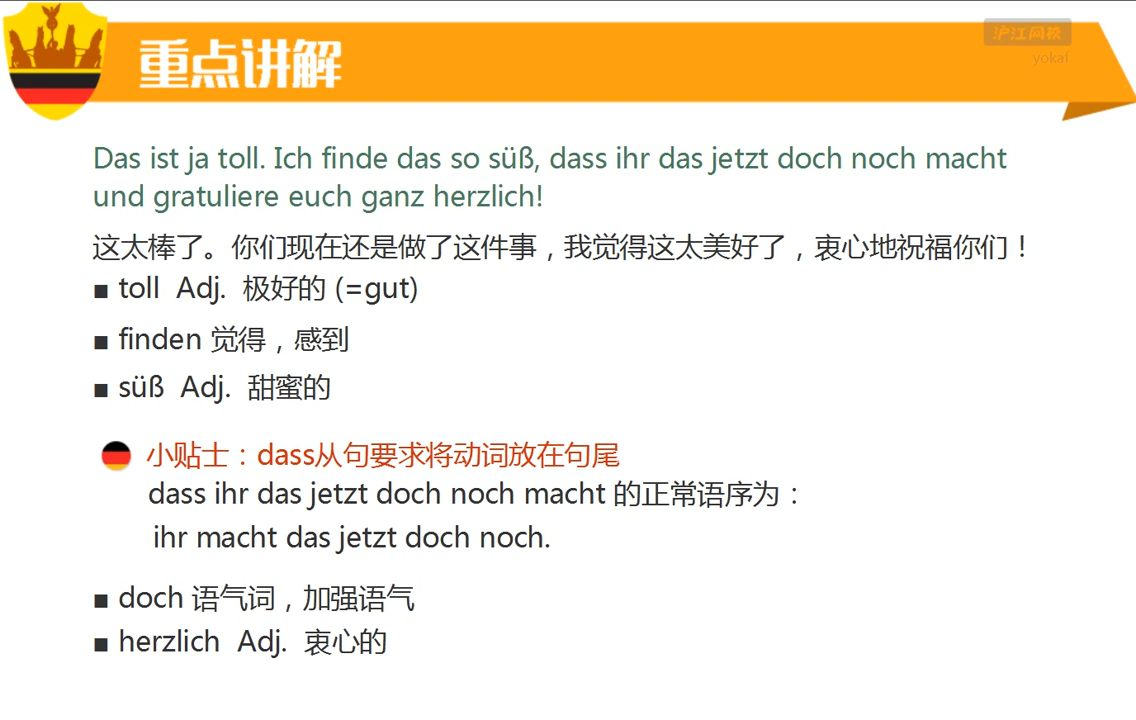 重点讲解
沪江网校
yokaf
Das ist ja toll. Ich finde das so süß, dass ihr das jetzt doch noch macht
und gratuliere euch ganz herzlich!
这太棒了。你们现在还是做了这件事，我觉得这太美好了，衷心地祝福你们！
■ toll Adj. 极好的 (=gut)
■ finden 觉得，感到
■ süß Adj. 甜蜜的
小贴士：dass从句要求将动词放在句尾
dass ihr das jetzt doch noch macht 的正常语序为：
ihr macht das jetzt doch noch.
■ doch 语气词，加强语气
■ herzlich Adj. 衷心的